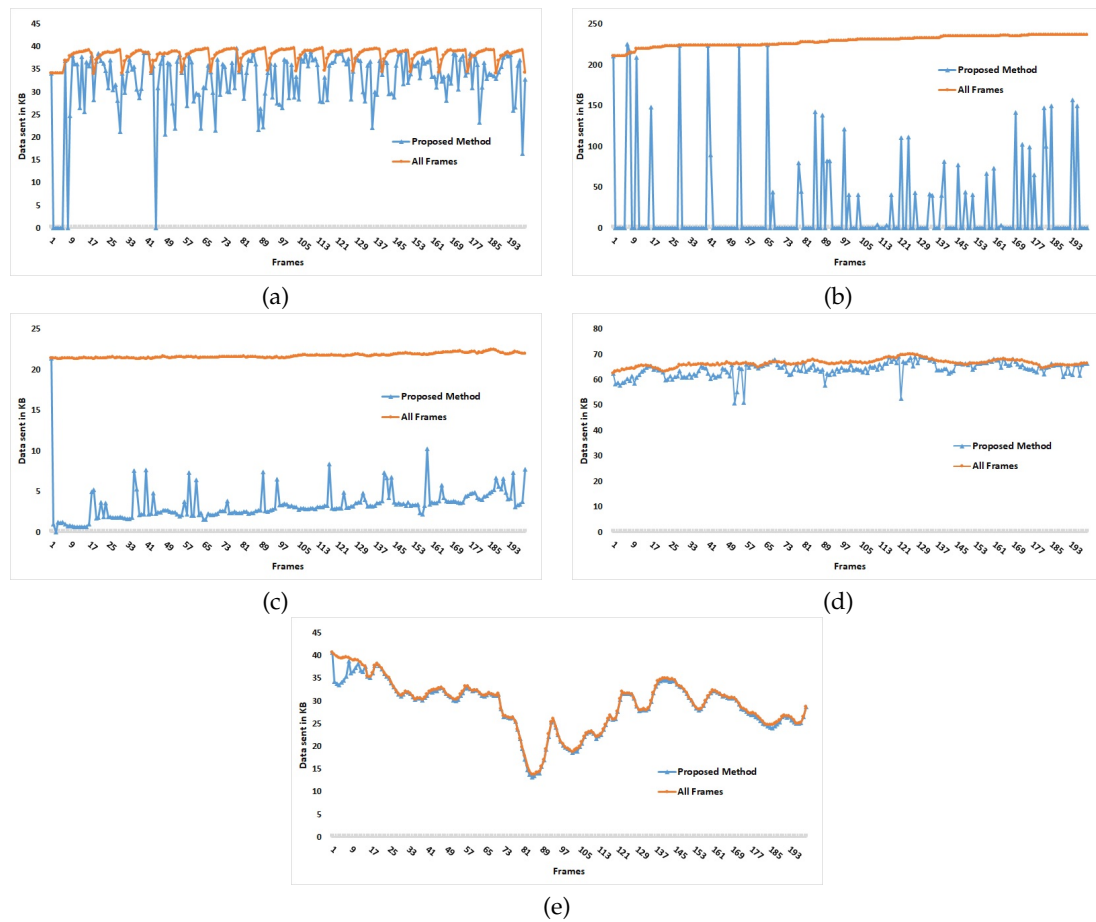 45
40
35
30
25
20
15
10
5
0
Data sent in KB
Proposed Method
All Frames
1 9 17 25 33 41 49 57 65 73 81 89 97 105 113 121 129 137 145 153 161 169 177 185 193
Frames
(a)
250
200
150
100
50
0
Data sent in KB
Proposed Method
All Frames
1 9 17 25 33 41 49 57 65 73 81 89 97 105 113 121 129 137 145 153 161 169 177 185 193
Frames
(b)
25
20
15
10
5
0
Data sent in KB
Proposed Method
All Frames
1 9 17 25 33 41 49 57 65 73 81 89 97 105 113 121 129 137 145 153 161 169 177 185 193
Frames
(c)
80
70
60
50
40
30
20
10
0
Data sent in KB
Proposed Method
All Frames
1 9 17 25 33 41 49 57 65 73 81 89 97 105 113 121 129 137 145 153 161 169 177 185 193
Frames
(d)
45
40
35
30
25
20
15
10
5
0
Data sent in KB
Proposed Method
All Frames
1 9 17 25 33 41 49 57 65 73 81 89 97 105 113 121 129 137 145 153 161 169 177 185 193
Frames
(e)